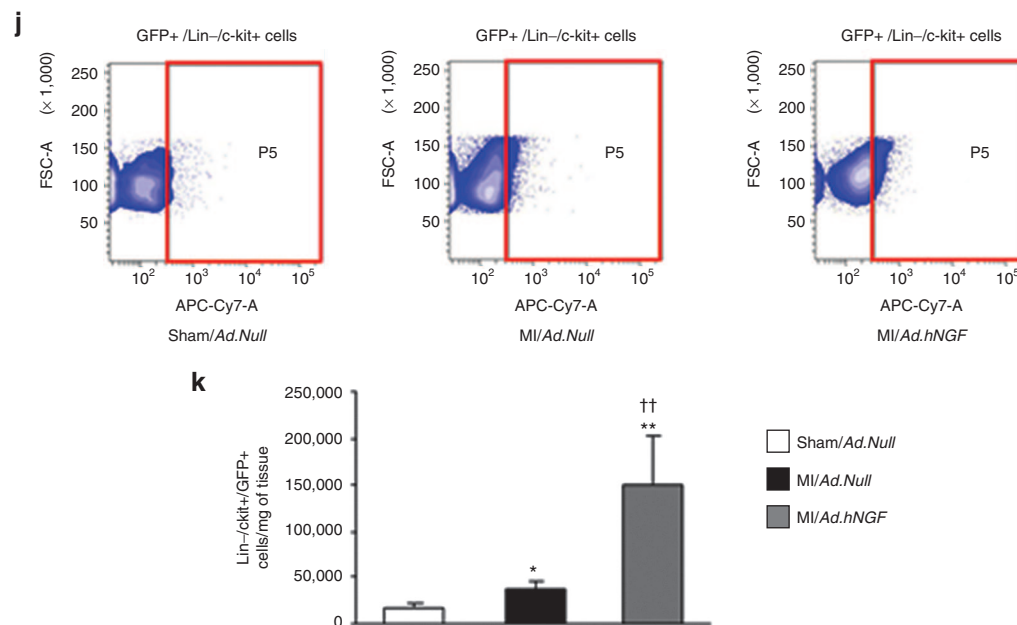 j
GFP+ /Lin–/c-kit+ cells
GFP+ /Lin–/c-kit+ cells
GFP+ /Lin–/c-kit+ cells
(× 1,000)
FSC-A
250
200
150
100
50
P5
10² 10³ 10⁴ 10⁵
APC-Cy7-A
Sham/Ad.Null
(× 1,000)
FSC-A
250
200
150
100
50
P5
10² 10³ 10⁴ 10⁵
APC-Cy7-A
MI/Ad.Null
(× 1,000)
FSC-A
250
200
150
100
50
P5
10² 10³ 10⁴ 10⁵
APC-Cy7-A
MI/Ad.hNGF
k
Lin–/ckit+/GFP+
cells/mg of tissue
250,000
200,000
150,000
100,000
50,000
0
*
††
**
Sham/Ad.Null
MI/Ad.Null
MI/Ad.hNGF